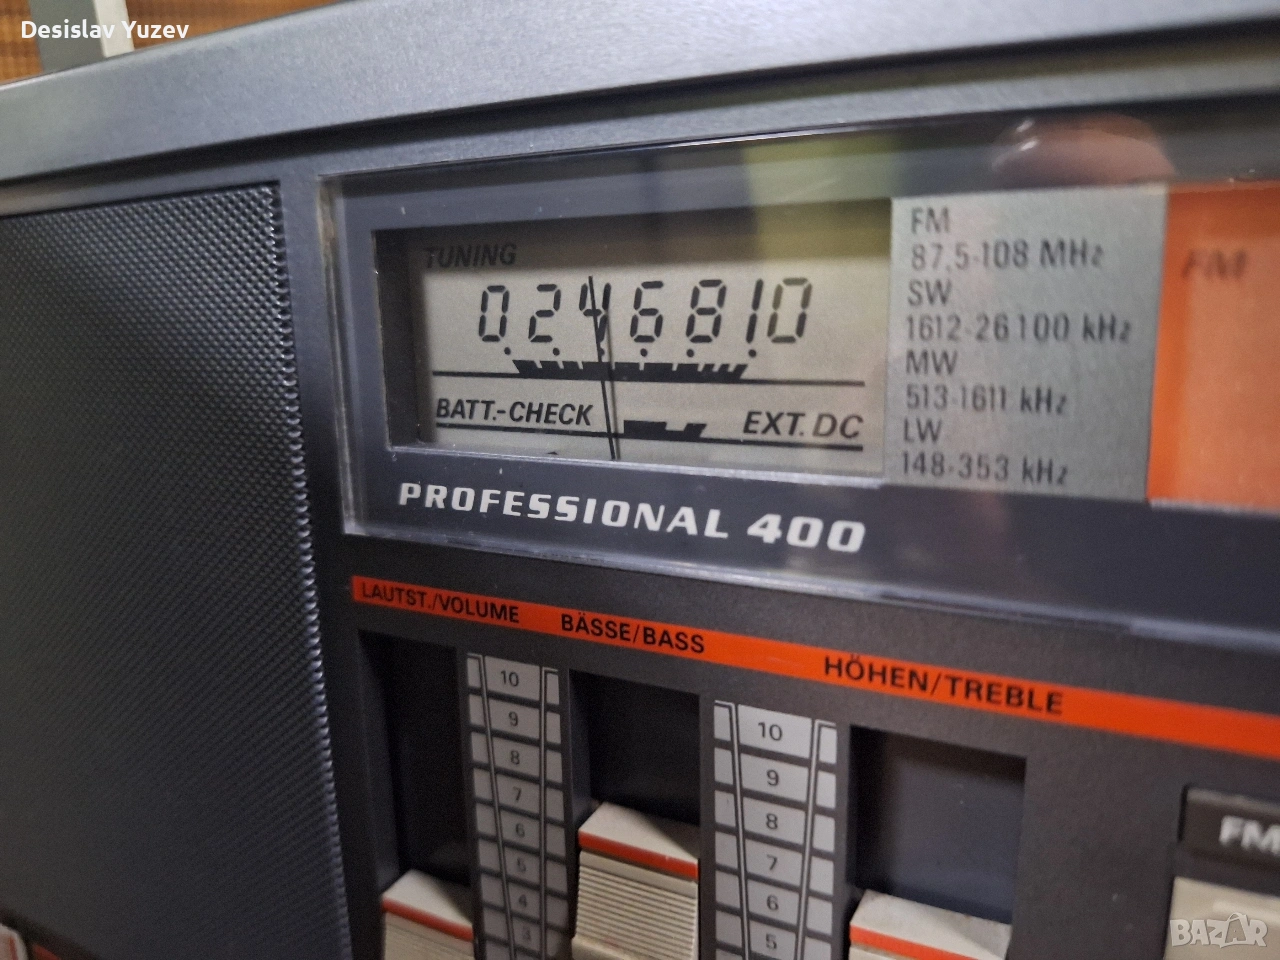 Desislav Yuzev
TUNING
0 2 4 6 8 10
BATT.-CHECK
EXT. DC
FM
87,5-108 MHz
SW
1612-26100 kHz
MW
513-1611 kHz
LW
148-353 kHz
FM
PROFESSIONAL 400
LAUTST./VOLUME
BÄSSE/BASS
HÖHEN/TREBLE
10
9
8
7
6
5
4
3
10
9
8
7
6
5
FM
BAZAR